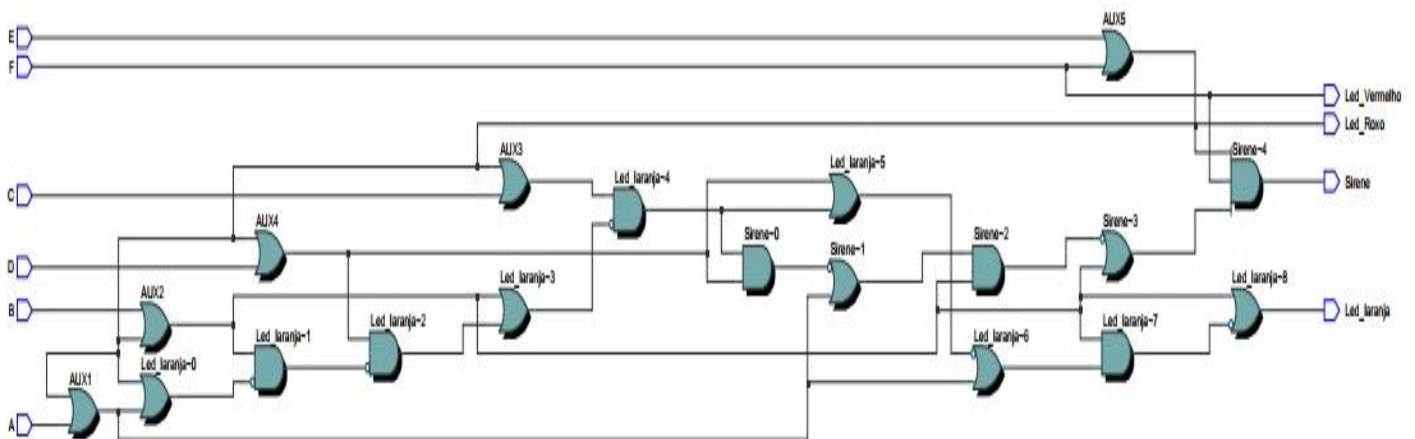 AUX5
E
F
Led_Vermelho
Led_Roxo
AUX3
Sirene~4
Led_laranja~5
Led_laranja~4
Sirene
C
AUX4
Sirene~0
Sirene~2
Sirene~3
Sirene~1
D
Led_laranja~3
Led_laranja~8
AUX2
B
Led_laranja
Led_laranja~1
Led_laranja~2
Led_laranja~6
Led_laranja~7
Led_laranja~0
AUX1
A